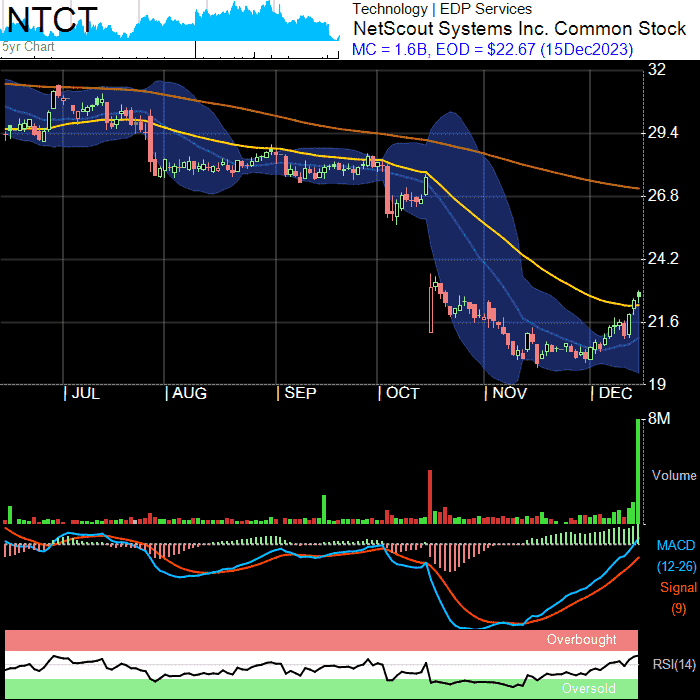 NTCT
5yr Chart
Technology | EDP Services
NetScout Systems Inc. Common Stock
MC = 1.6B, EOD = $22.67 (15Dec2023)
32
29.4
26.8
24.2
21.6
19
| JUL | AUG | SEP | OCT | NOV | DEC
8M
Volume
MACD
(12-26)
Signal
(9)
Overbought
RSI(14)
Oversold